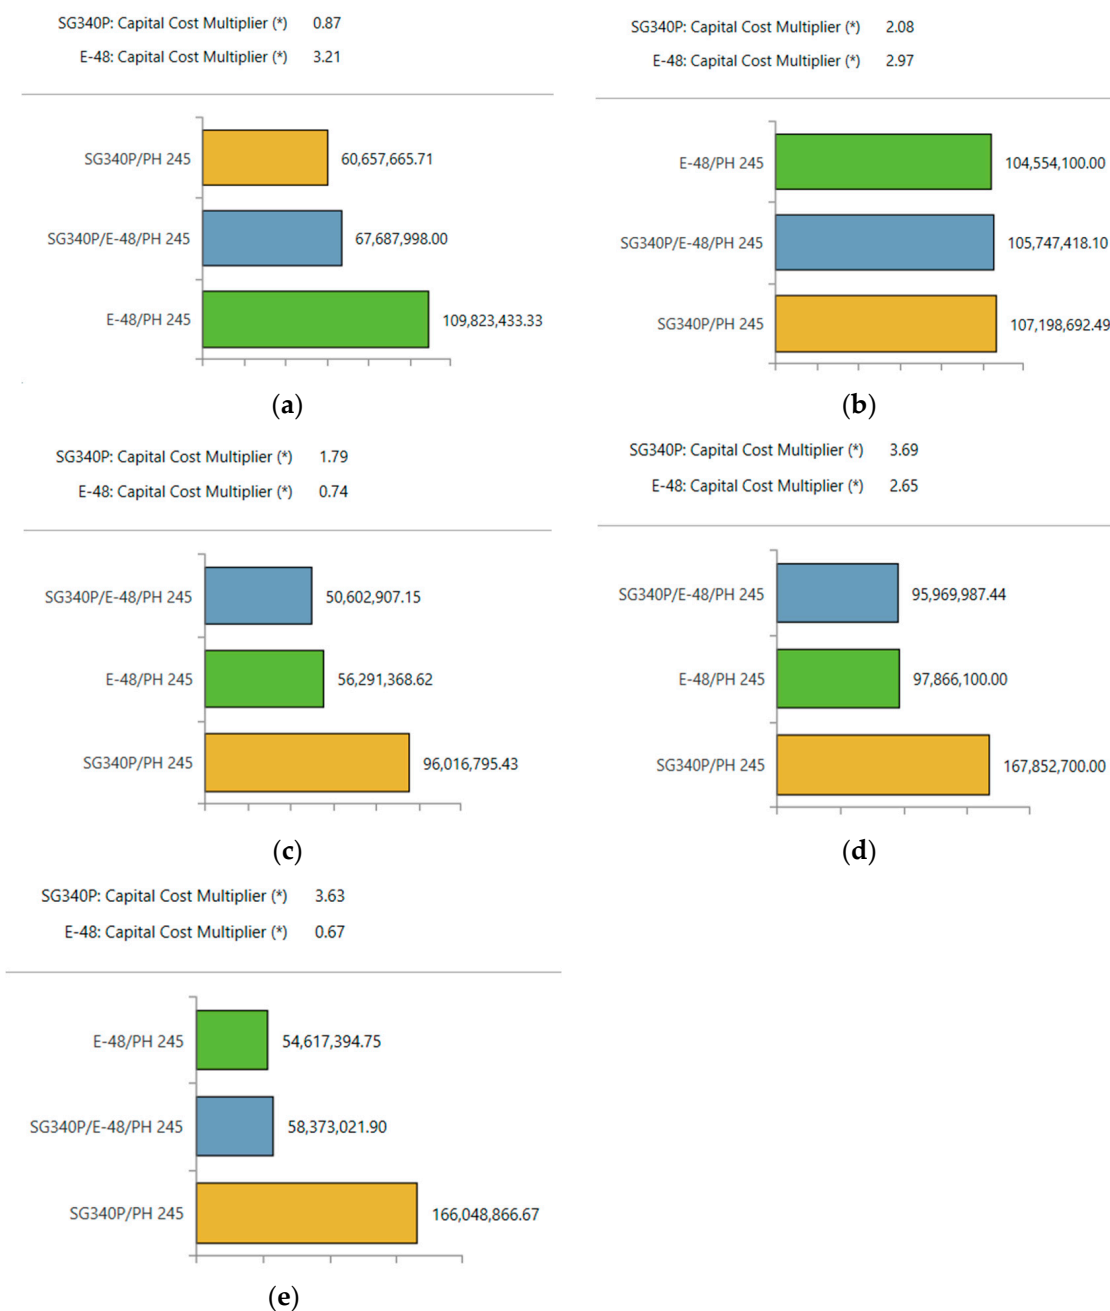 SG340P: Capital Cost Multiplier (*) 0.87
E-48: Capital Cost Multiplier (*) 3.21
SG340P/PH 245 60,657,665.71
SG340P/E-48/PH 245 67,687,998.00
E-48/PH 245 109,823,433.33
(a)
SG340P: Capital Cost Multiplier (*) 2.08
E-48: Capital Cost Multiplier (*) 2.97
E-48/PH 245 104,554,100.00
SG340P/E-48/PH 245 105,747,418.10
SG340P/PH 245 107,198,692.49
(b)
SG340P: Capital Cost Multiplier (*) 1.79
E-48: Capital Cost Multiplier (*) 0.74
SG340P/E-48/PH 245 50,602,907.15
E-48/PH 245 56,291,368.62
SG340P/PH 245 96,016,795.43
(c)
SG340P: Capital Cost Multiplier (*) 3.69
E-48: Capital Cost Multiplier (*) 2.65
SG340P/E-48/PH 245 95,969,987.44
E-48/PH 245 97,866,100.00
SG340P/PH 245 167,852,700.00
(d)
SG340P: Capital Cost Multiplier (*) 3.63
E-48: Capital Cost Multiplier (*) 0.67
E-48/PH 245 54,617,394.75
SG340P/E-48/PH 245 58,373,021.90
SG340P/PH 245 166,048,866.67
(e)